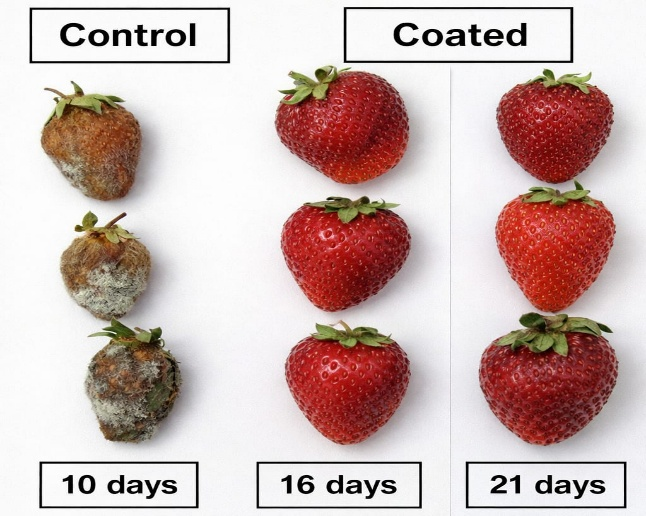 Control
Coated
10 days
16 days
21 days